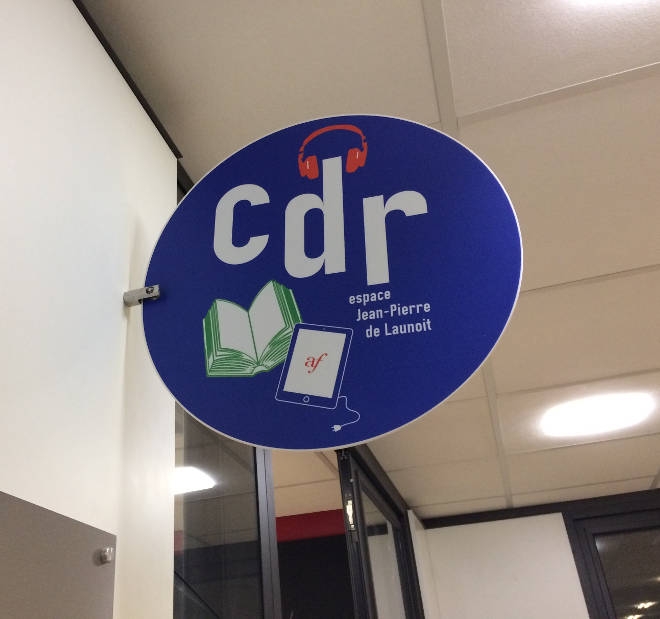 cdr
espace
Jean-Pierre
de Launoit
af